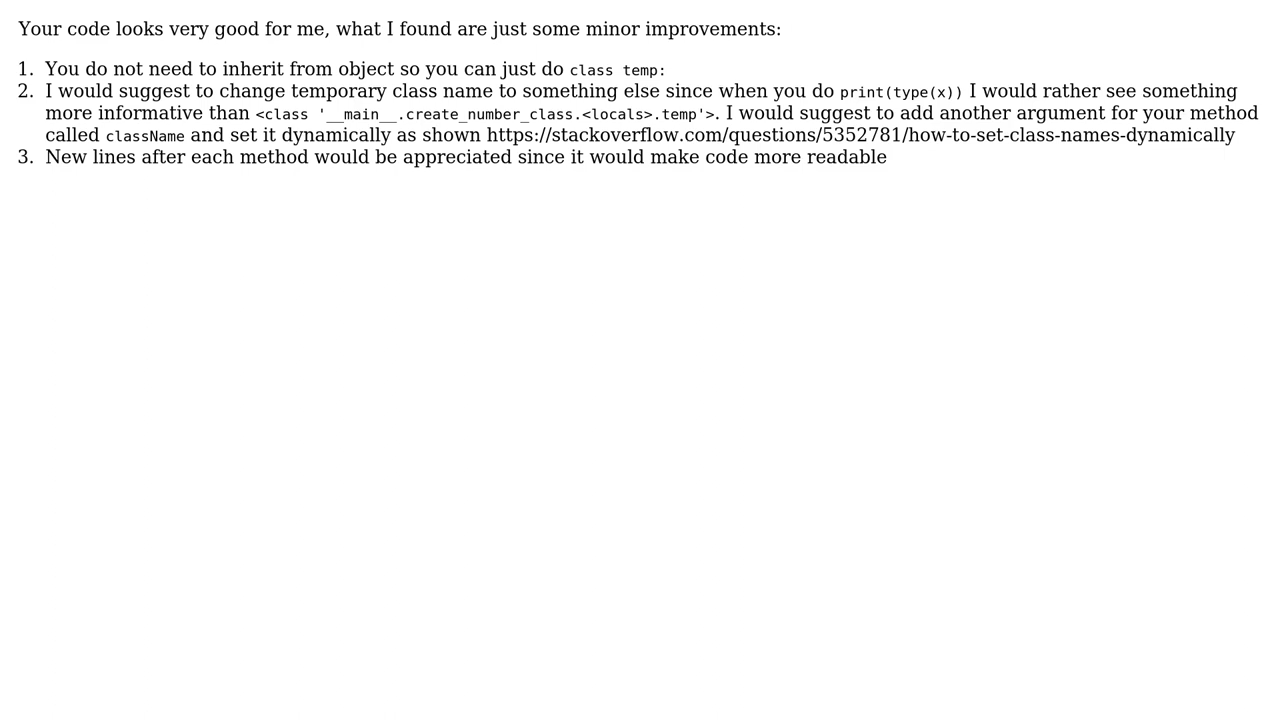 Your code looks very good for me, what I found are just some minor improvements:
1. You do not need to inherit from object so you can just do class temp:
2. I would suggest to change temporary class name to something else since when you do print(type(x)) I would rather see something
more informative than <class '__main__.create_number_class.<locals>.temp'>. I would suggest to add another argument for your method
called className and set it dynamically as shown https://stackoverflow.com/questions/5352781/how-to-set-class-names-dynamically
3. New lines after each method would be appreciated since it would make code more readable